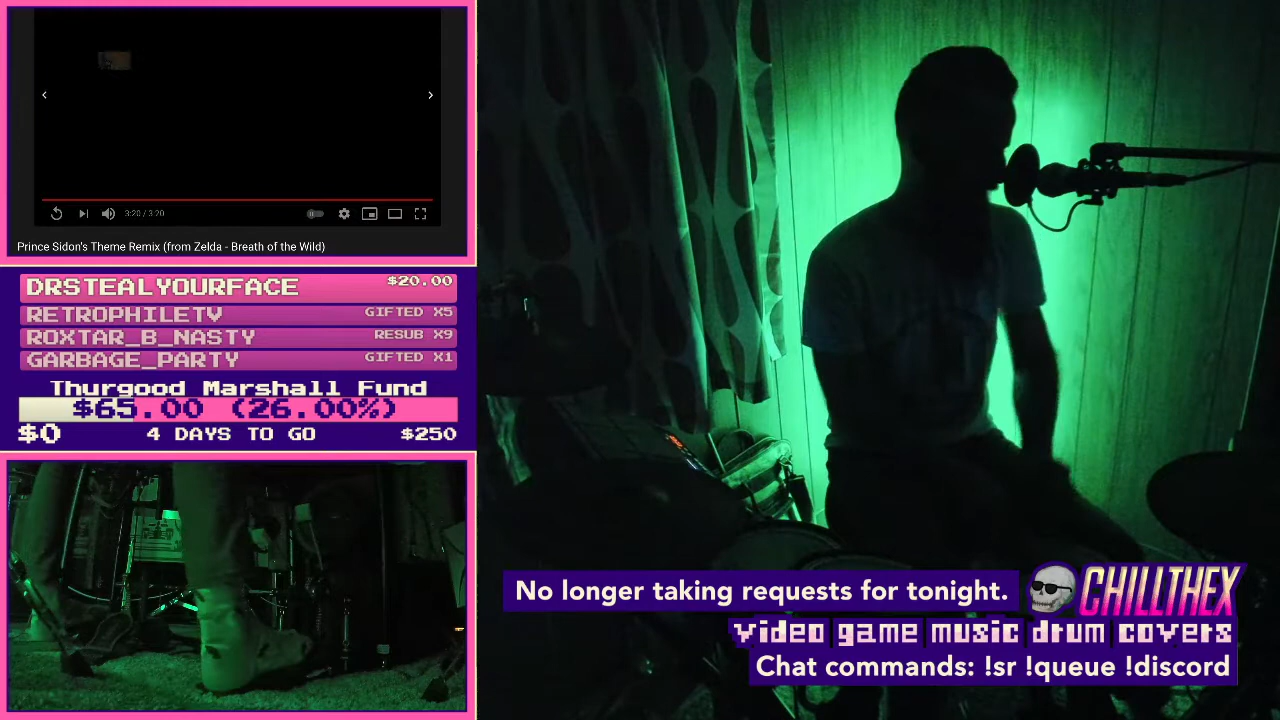 3:20 / 3:20
Prince Sidon's Theme Remix (from Zelda - Breath of the Wild)
DRSTEALYOURFACE $20.00
RETROPHILETV GIFTED X5
ROXTAR_B_NASTY RESUB X9
GARBAGE_PARTY GIFTED X1
Thurgood Marshall Fund
$65.00 (26.00%)
$0 4 DAYS TO GO $250
No longer taking requests for tonight.
CHILLTHEX
video game music drum covers
Chat commands: !sr !queue !discord